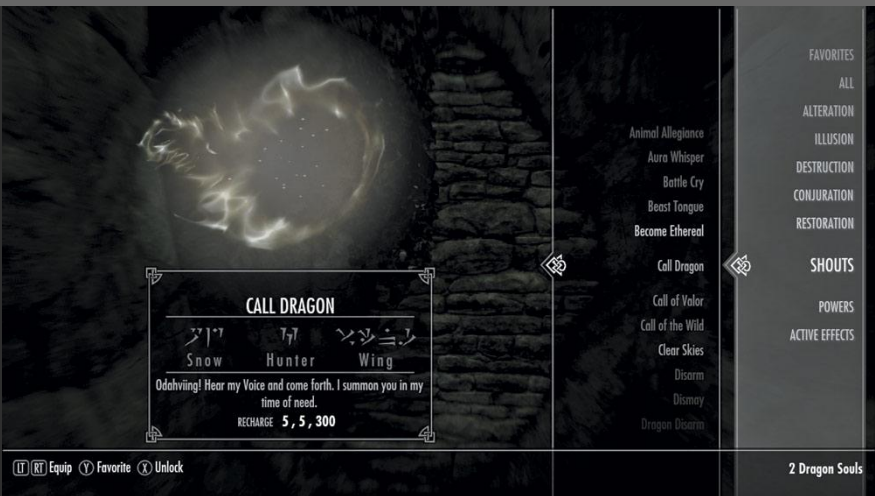 FAVORITES
ALL
ALTERATION
ILLUSION
DESTRUCTION
CONJURATION
RESTORATION
SHOUTS
POWERS
ACTIVE EFFECTS
Animal Allegiance
Aura Whisper
Battle Cry
Beast Tongue
Become Ethereal
Call Dragon
Call of Valor
Call of the Wild
Clear Skies
Disarm
Dismay
Dragon Disarm
CALL DRAGON
Snow Hunter Wing
Odahviing! Hear my Voice and come forth. I summon you in my
time of need.
RECHARGE 5, 5, 300
LT RT Equip Y Favorite X Unlock
2 Dragon Souls